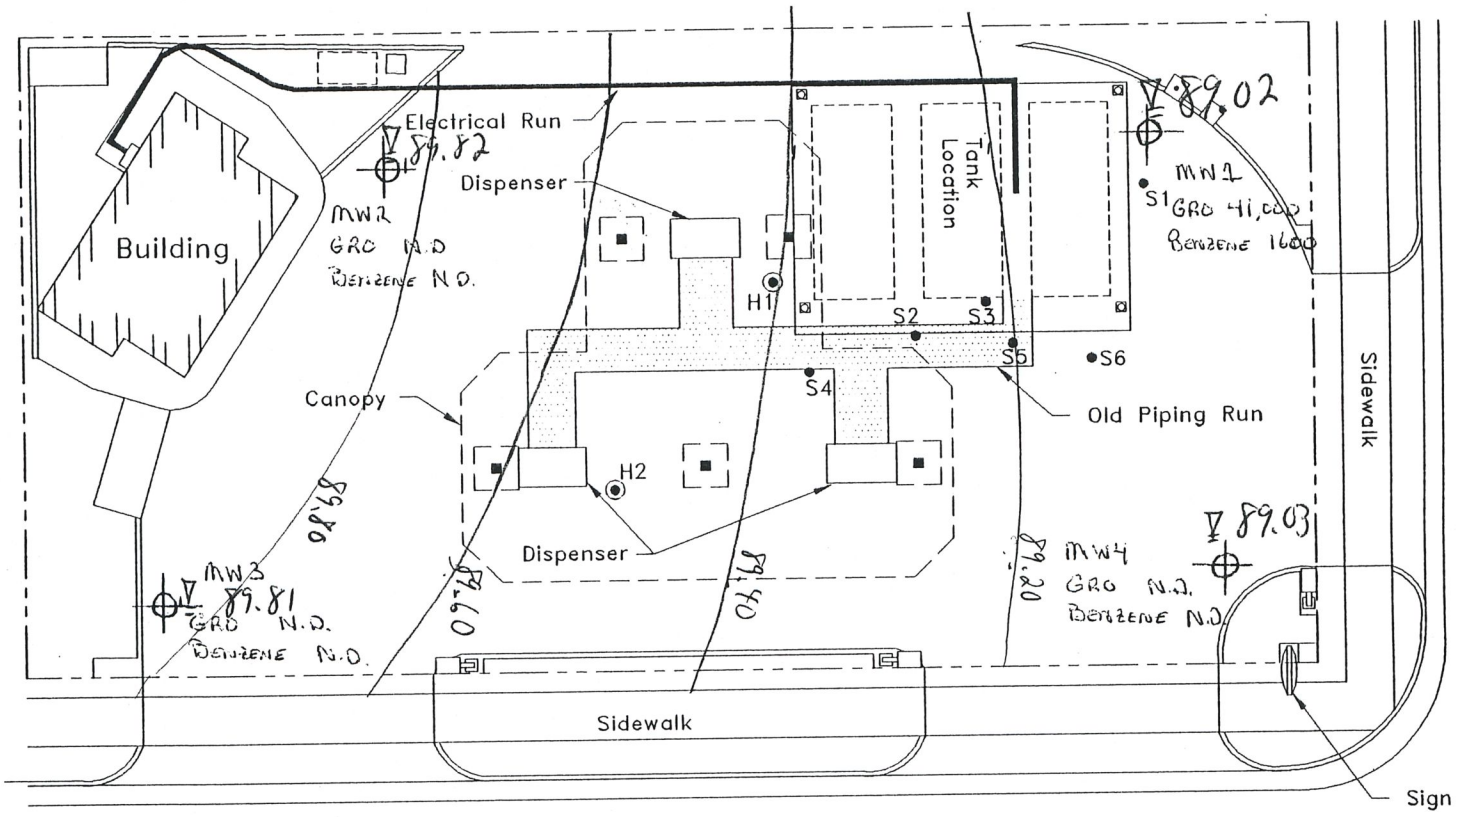 89.02
Electrical Run
89.82
Dispenser
Tank
Location
MW1
S1
GRO 41,000
Benzene 1600
MW2
GRO N.D
Benzene N.D.
Building
H1
S2
S3
S5
S6
S4
Canopy
Old Piping Run
Sidewalk
H2
89.80
Dispenser
89.60
89.40
89.20
89.03
MW4
GRO N.D.
Benzene N.D.
MW3
89.81
GRO N.D.
Benzene N.D.
Sidewalk
Sign